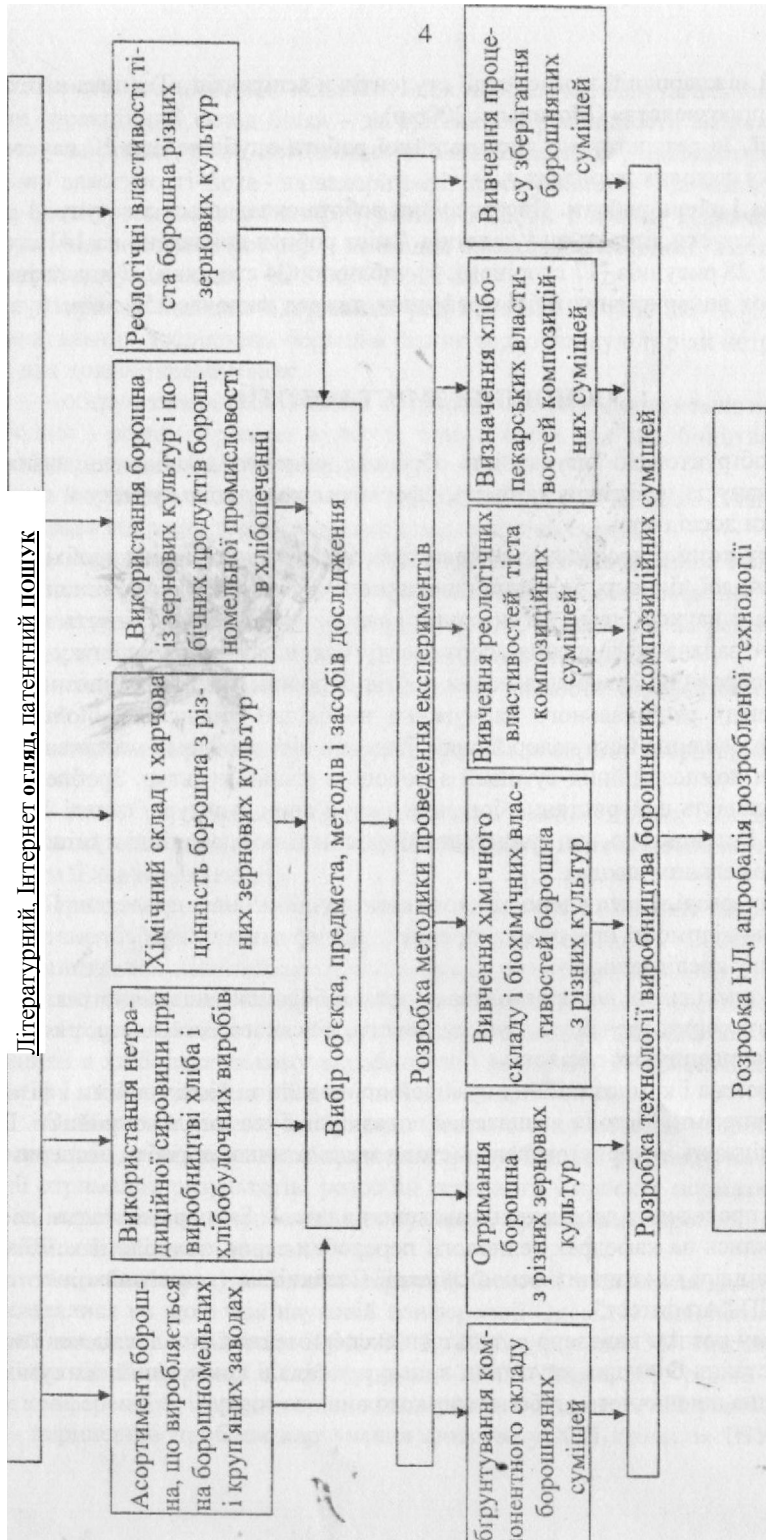 4
Літературний, Інтернет огляд, патентний пошук
Асортимент борош-
на, що виробляється
на борошномельних
і круп'яних заводах
Використання нетра-
диційної сировини при
виробництві хліба і
хлібобулочних виробів
Хімічний склад і харчова
цінність борошна з різ-
них зернових культур
Використання борошна
із зернових культур і побо-
річних продуктів борош-
номельної промисловості
в хлібопеченні
Реологічні властивості ті-
ста борошна різних
зернових культур
Вибір об'єкта, предмета, методів і засобів дослідження
Розробка методики проведення експериментів
бґрунтування ком-
понентного складу
борошняних
сумішей
Отримання
борошна
з різних зернових
культур
Вивчення хімічного
складу, біохімічних влас-
тивостей борошна
з різних культур
Вивчення реологічних
властивостей тіста
композиційних
сумішей
Визначення хлібо-
пекарських власти-
востей композицій-
них сумішей
Вивчення проце-
су зберігання
борошняних
сумішей
Розробка технології виробництва борошняних композиційних сумішей
Розробка НД, апробація розробленої технології